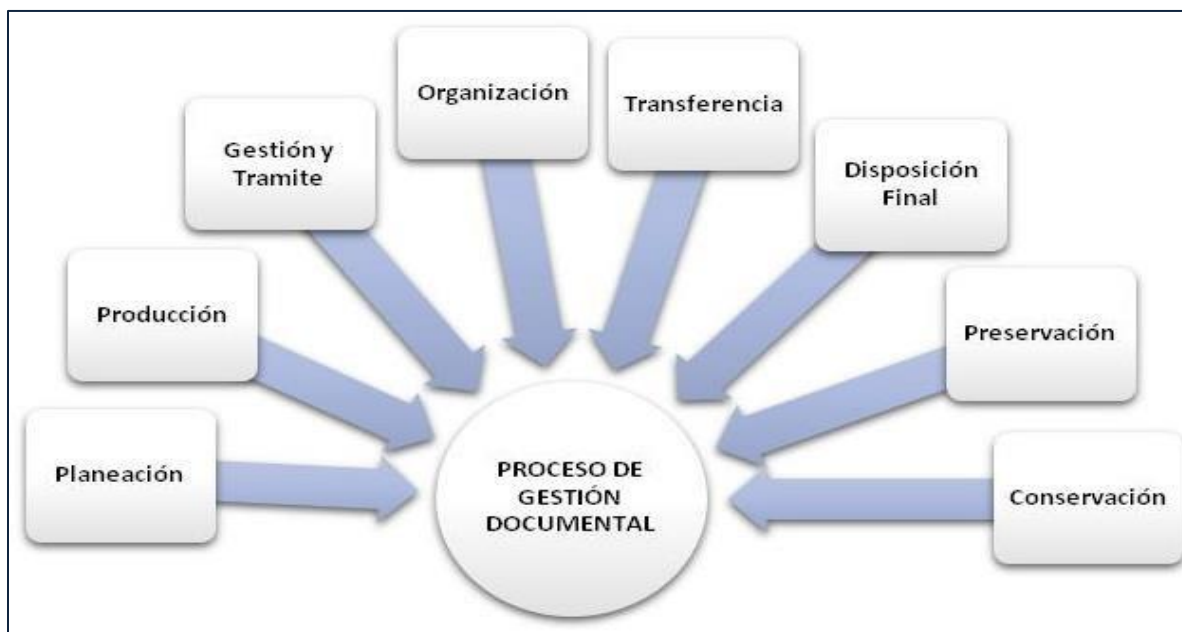 Planeación
Producción
Gestión y
Tramite
Organización
Transferencia
Disposición
Final
Preservación
Conservación
PROCESO DE
GESTIÓN
DOCUMENTAL